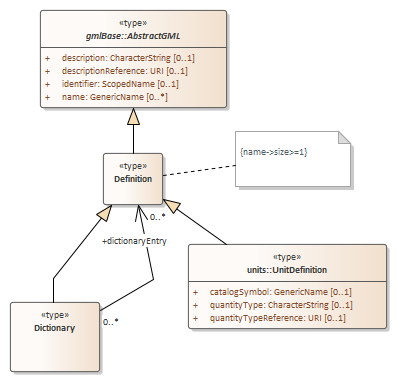 «type»
gmlBase::AbstractGML
+ description: CharacterString [0..1]
+ descriptionReference: URI [0..1]
+ identifier: ScopedName [0..1]
+ name: GenericName [0..*]
«type»
Definition
{name->size>=1}
0..*
+dictionaryEntry
«type»
units::UnitDefinition
+ catalogSymbol: GenericName [0..1]
+ quantityType: CharacterString [0..1]
+ quantityTypeReference: URI [0..1]
«type»
Dictionary
0..*